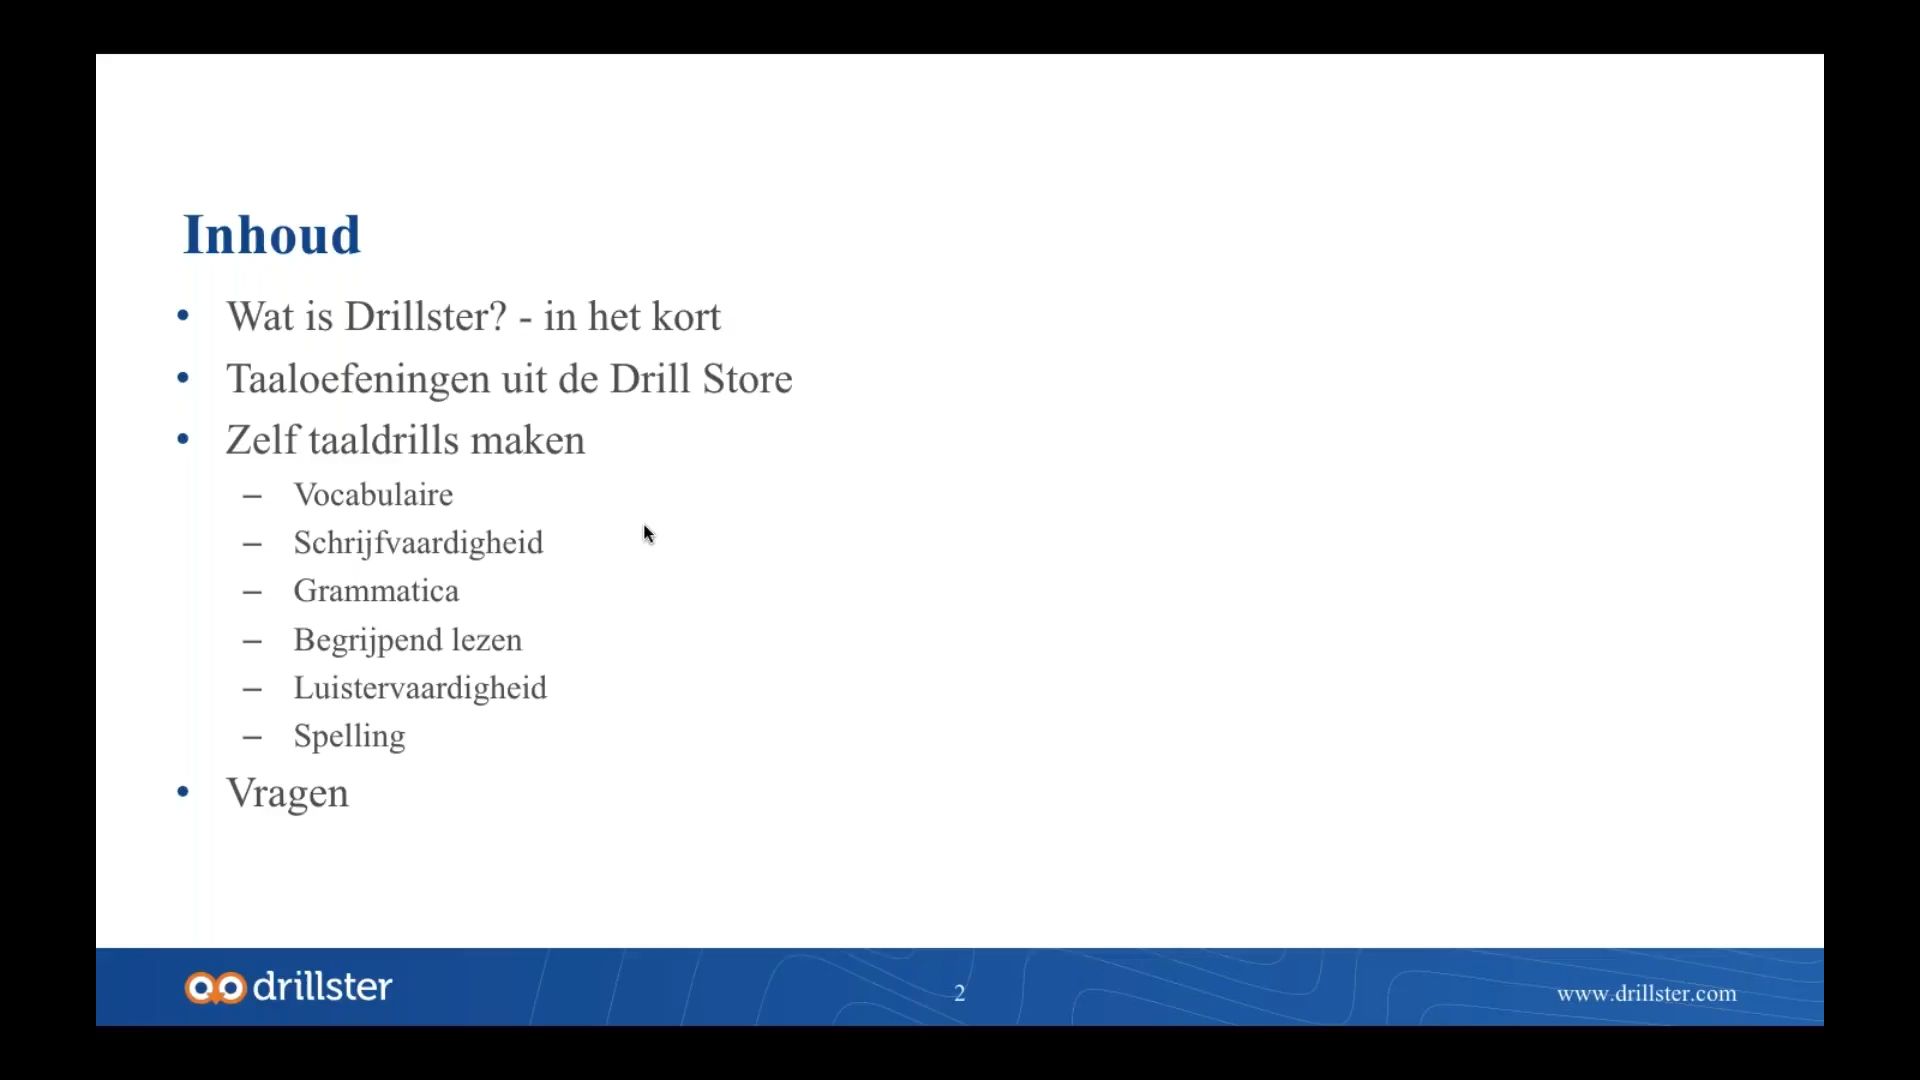 Inhoud
• Wat is Drillster? - in het kort
• Taaloefeningen uit de Drill Store
• Zelf taaldrills maken
– Vocabulaire
– Schrijfvaardigheid
– Grammatica
– Begrijpend lezen
– Luistervaardigheid
– Spelling
• Vragen
drillster
2
www.drillster.com